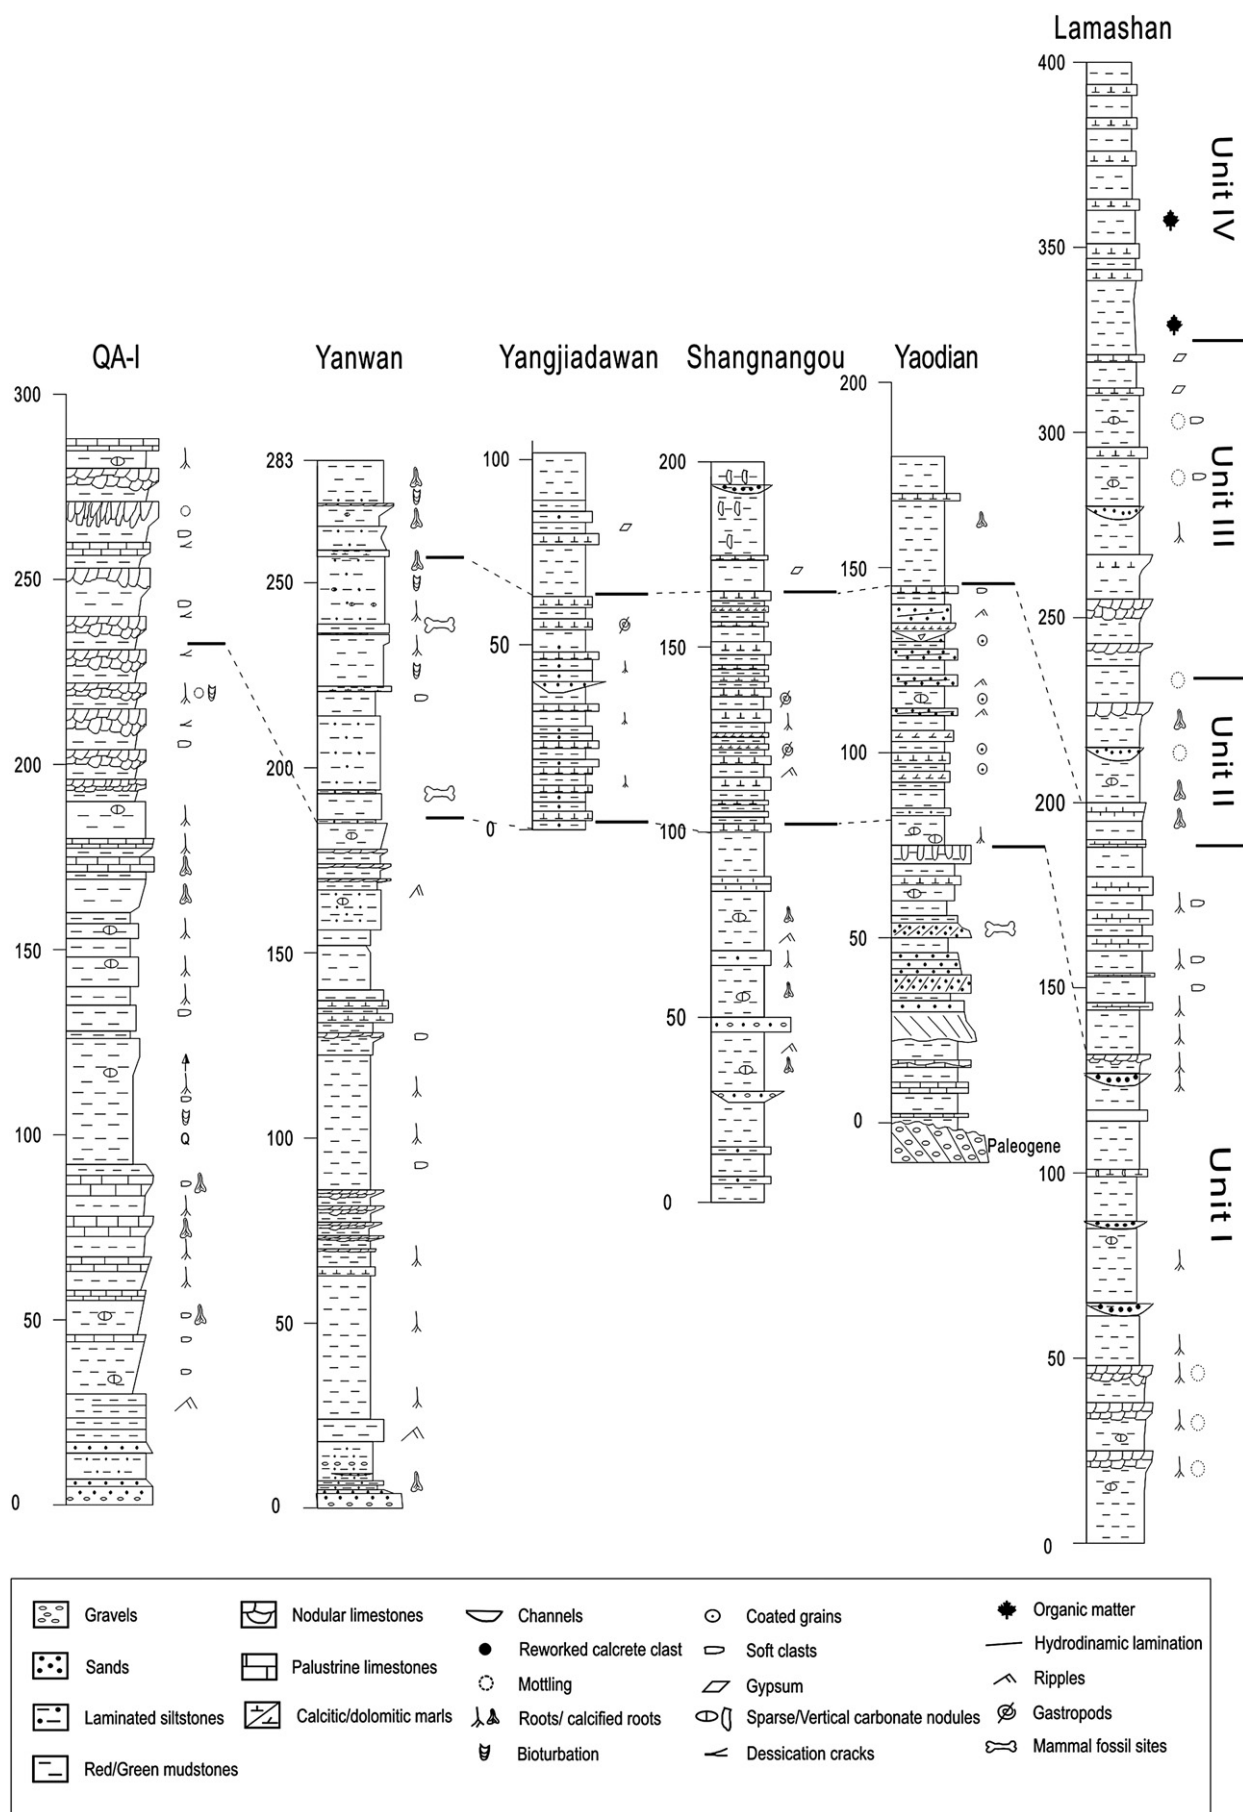 Lamashan
400
350
300
250
200
150
100
50
0
Unit IV
Unit III
Unit II
Unit I
QA-I
300
250
200
150
100
50
0
Q
Yanwan
283
250
200
150
100
50
0
Yangjiadawan
100
50
0
Shangnangou
200
150
100
50
0
Yaodian
200
150
100
50
0
Paleogene
Gravels
Sands
Laminated siltstones
Red/Green mudstones
Nodular limestones
Palustrine limestones
Calcitic/dolomitic marls
Channels
Reworked calcrete clast
Mottling
Roots/ calcified roots
Bioturbation
Coated grains
Soft clasts
Gypsum
Sparse/Vertical carbonate nodules
Dessication cracks
Organic matter
Hydrodinamic lamination
Ripples
Gastropods
Mammal fossil sites